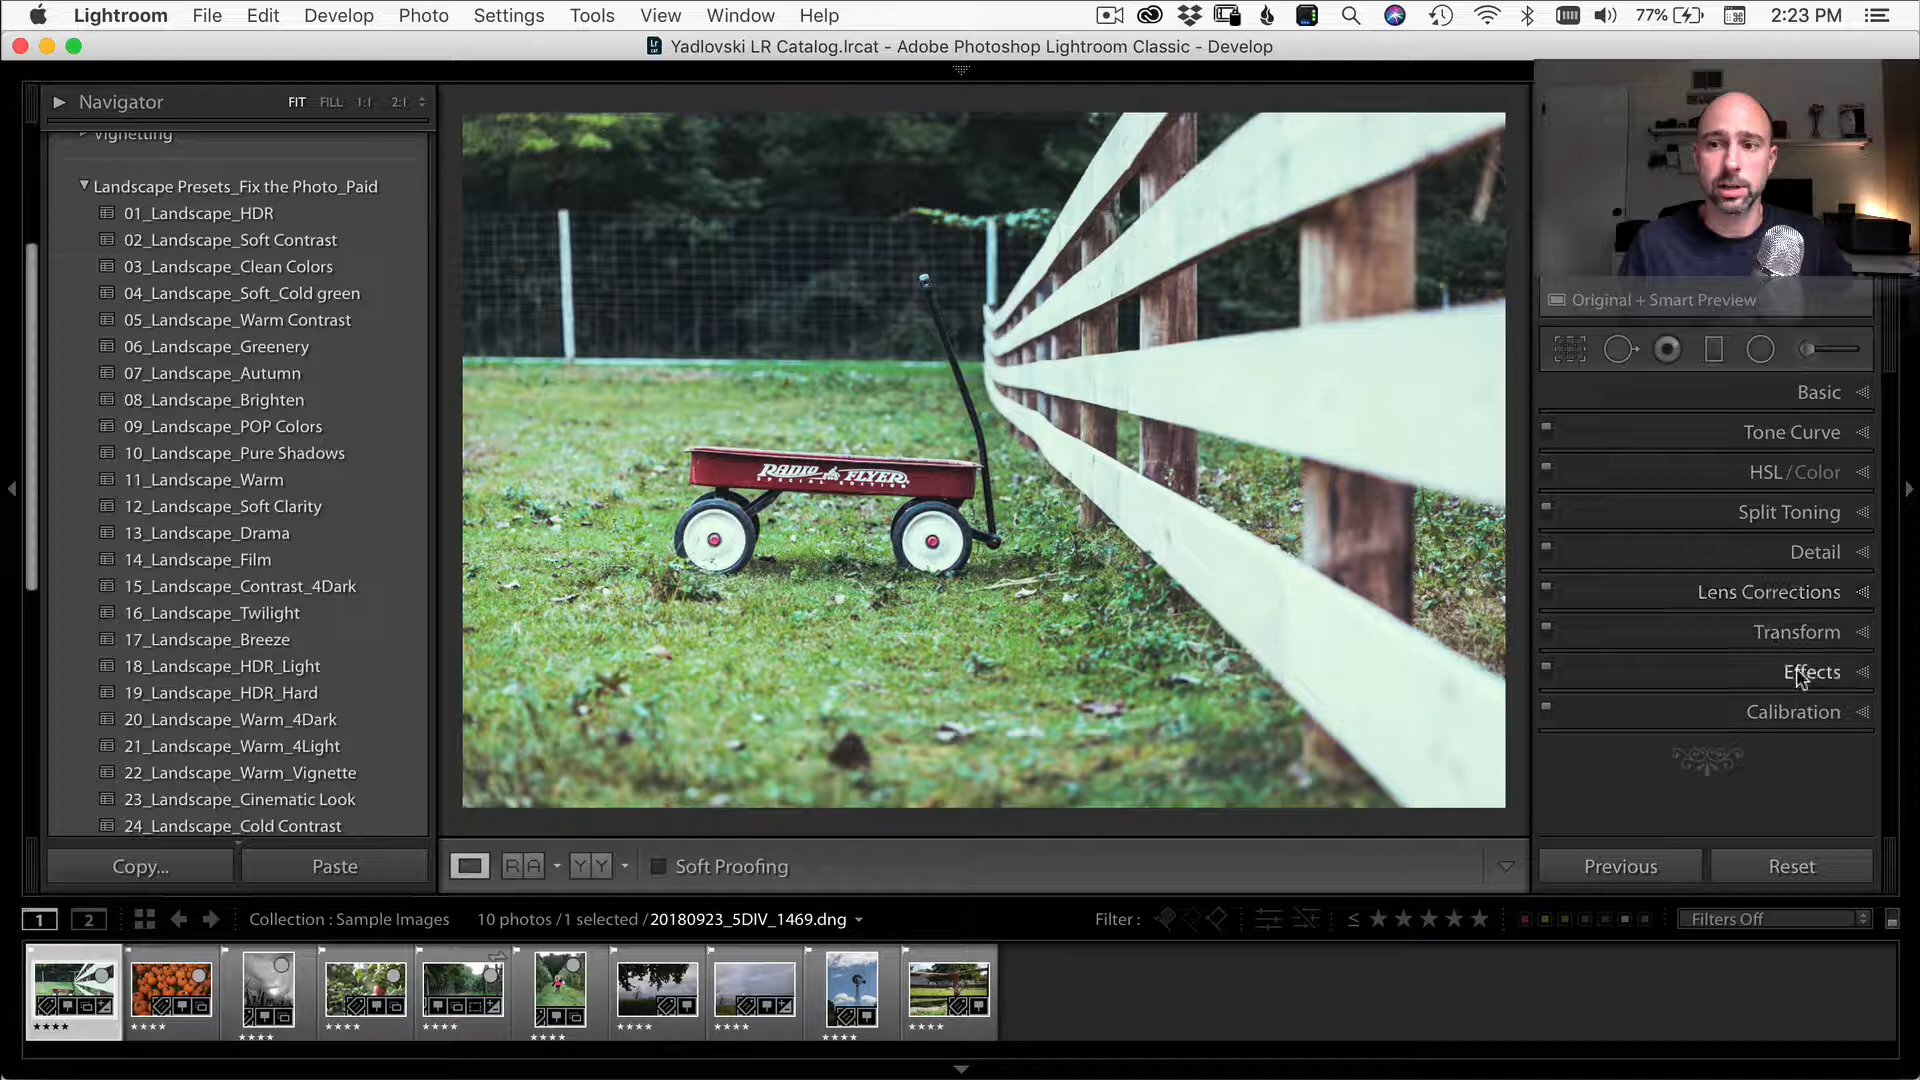 Lightroom File Edit Develop Photo Settings Tools View Window Help 77% 2:23 PM
Yadlovski LR Catalog.lrcat - Adobe Photoshop Lightroom Classic - Develop
Navigator FIT FILL 1:1 2:1
Vignetting
Landscape Presets_Fix the Photo_Paid
01_Landscape_HDR
02_Landscape_Soft Contrast
03_Landscape_Clean Colors
04_Landscape_Soft_Cold green
05_Landscape_Warm Contrast
06_Landscape_Greenery
07_Landscape_Autumn
08_Landscape_Brighten
09_Landscape_POP Colors
10_Landscape_Pure Shadows
11_Landscape_Warm
12_Landscape_Soft Clarity
13_Landscape_Drama
14_Landscape_Film
15_Landscape_Contrast_4Dark
16_Landscape_Twilight
17_Landscape_Breeze
18_Landscape_HDR_Light
19_Landscape_HDR_Hard
20_Landscape_Warm_4Dark
21_Landscape_Warm_4Light
22_Landscape_Warm_Vignette
23_Landscape_Cinematic Look
24_Landscape_Cold Contrast
Copy... Paste
RADIO FLYER
SPECIAL EDITION
R A Y Y Soft Proofing
Original + Smart Preview
Basic
Tone Curve
HSL / Color
Split Toning
Detail
Lens Corrections
Transform
Effects
Calibration
Previous Reset
1 2 Collection : Sample Images 10 photos / 1 selected / 20180923_5DIV_1469.dng Filter : ≤ ★★★★★ Filters Off